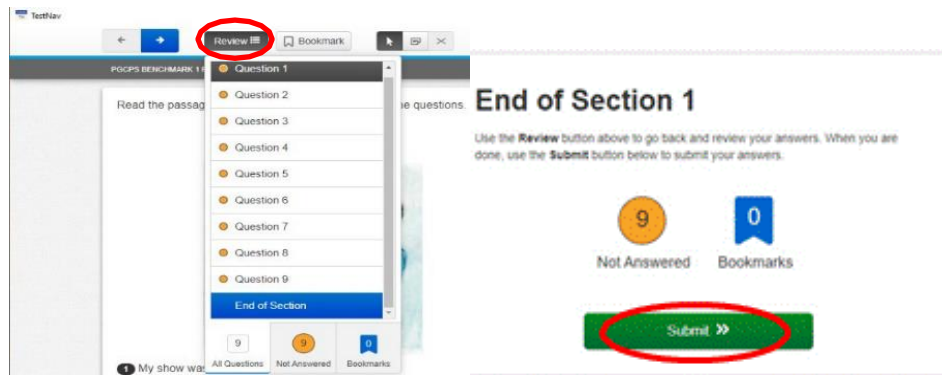 TestNav
Review
Bookmark
PGCPS BENCHMARK 1
Question 1
Read the passag
e questions.
Question 2
Question 3
Question 4
Question 5
Question 6
Question 7
Question 8
Question 9
End of Section
9
9
0
All Questions
Not Answered
Bookmarks
1 My show was
End of Section 1
Use the Review button above to go back and review your answers. When you are
done, use the Submit button below to submit your answers.
9
0
Not Answered
Bookmarks
Submit